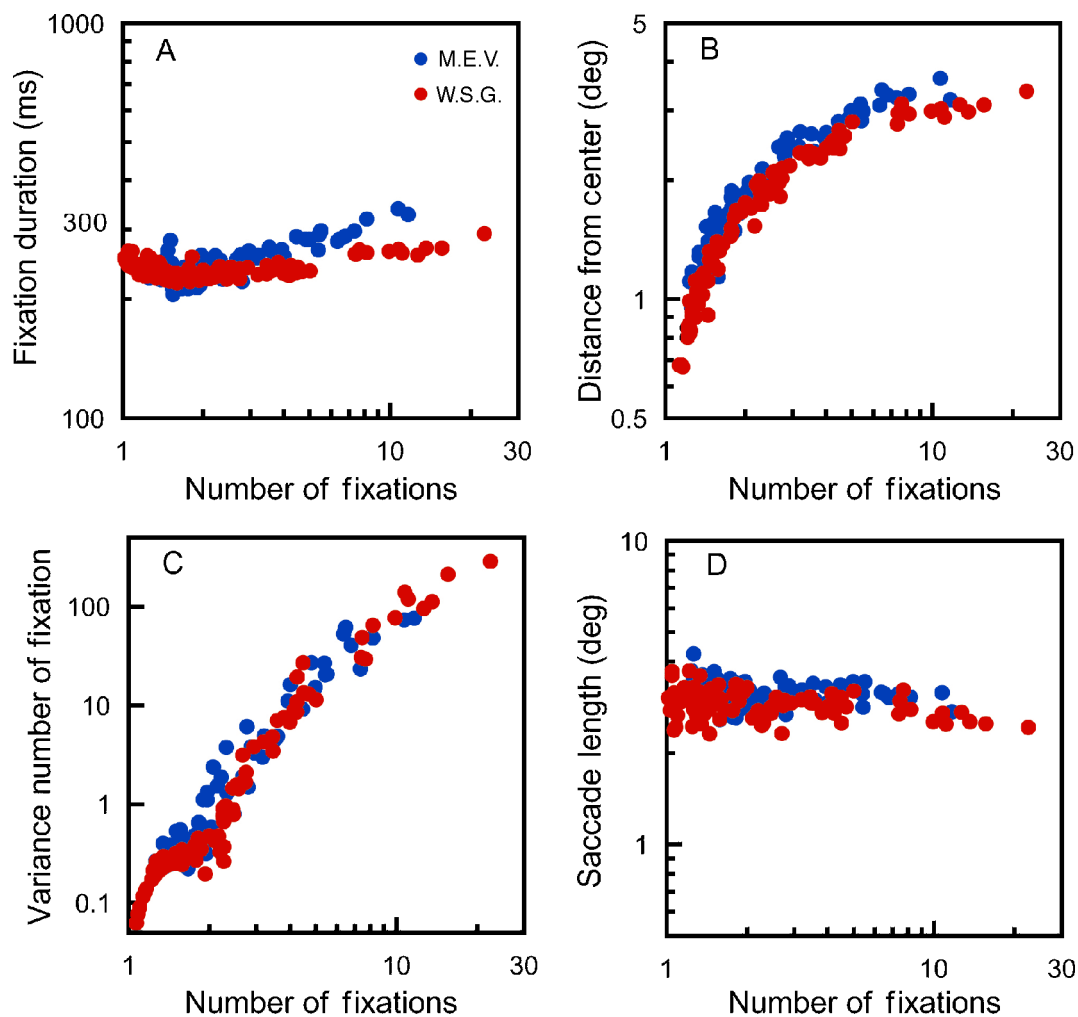 A
M.E.V.
W.S.G.
Fixation duration (ms)
1000
300
100
1
10
30
Number of fixations
B
Distance from center (deg)
5
1
0.5
1
10
30
Number of fixations
C
Variance number of fixation
100
10
1
0.1
1
10
30
Number of fixations
D
Saccade length (deg)
10
1
1
10
30
Number of fixations